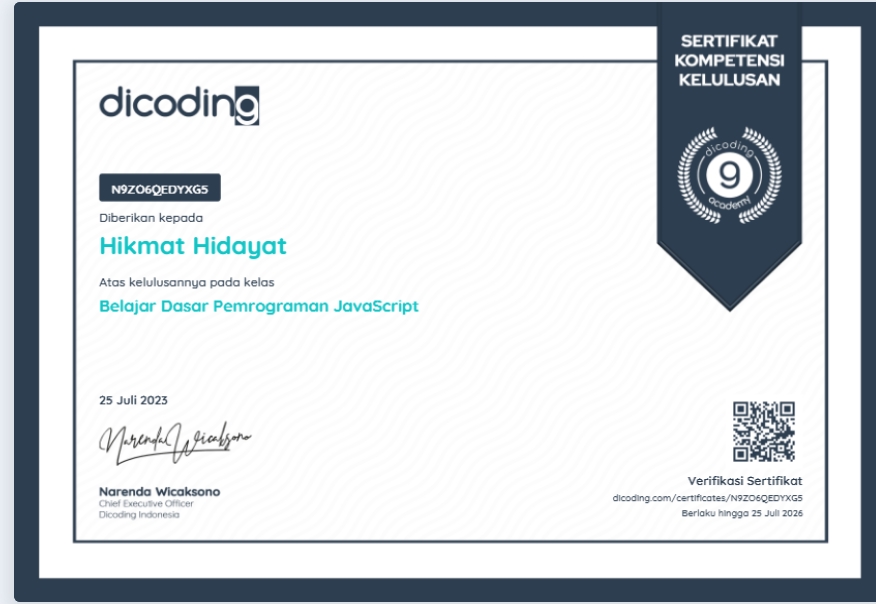 SERTIFIKAT
KOMPETENSI
KELULUSAN
dicoding
dicoding
9
academy
N9ZO6QEDYXG5
Diberikan kepada
Hikmat Hidayat
Atas kelulusannya pada kelas
Belajar Dasar Pemrograman JavaScript
25 Juli 2023
Narenda Wicaksono
Narenda Wicaksono
Chief Executive Officer
Dicoding Indonesia
Verifikasi Sertifikat
dicoding.com/certificates/N9ZO6QEDYXG5
Berlaku hingga 25 Juli 2026